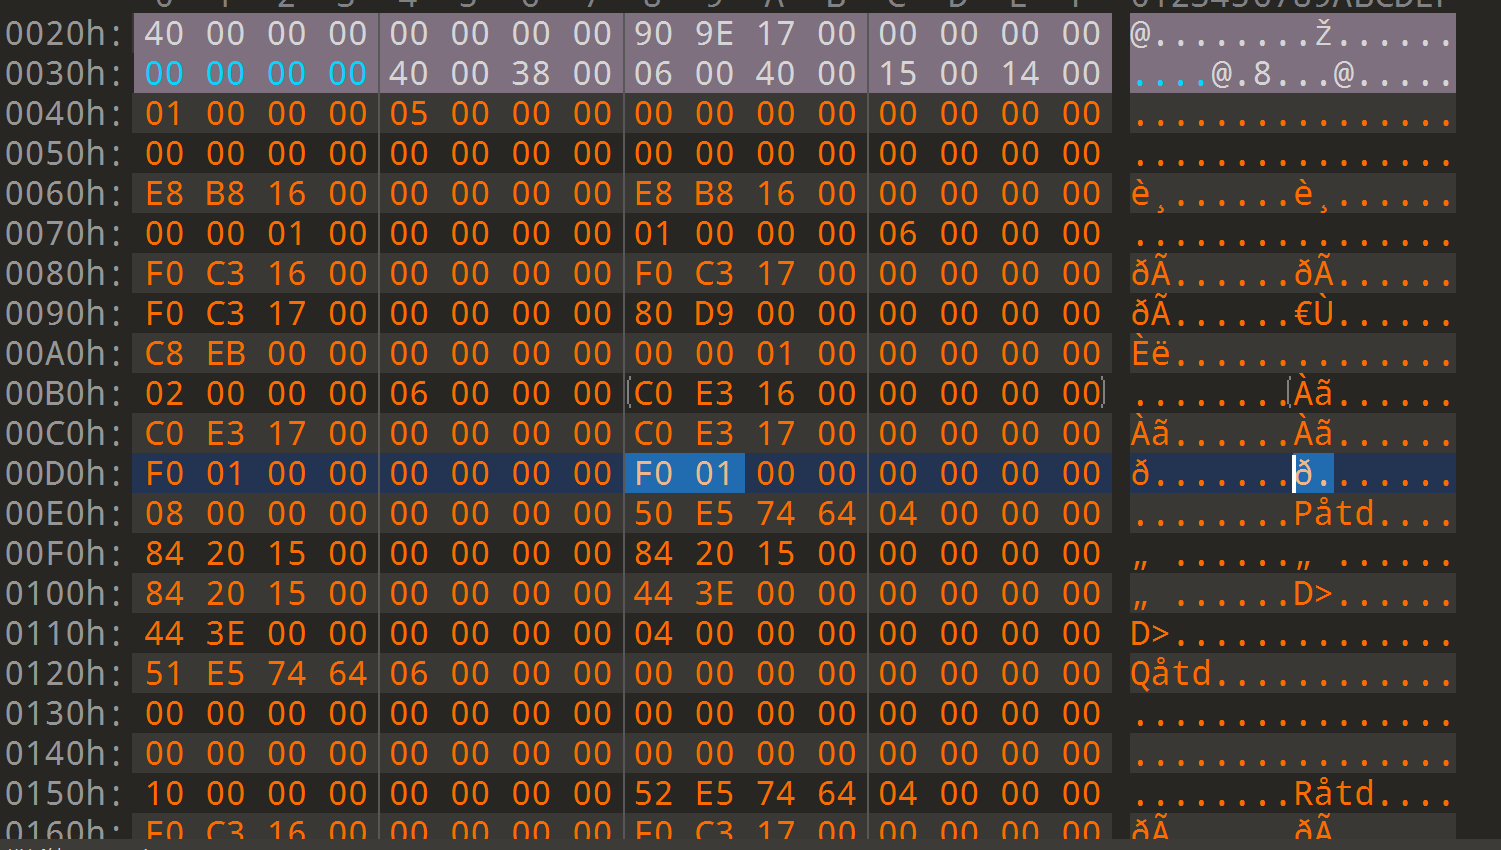 0020h: 40 00 00 00 00 00 00 00 90 9E 17 00 00 00 00 00 @........ž......
0030h: 00 00 00 00 40 00 38 00 06 00 40 00 15 00 14 00 ....@.8...@.....
0040h: 01 00 00 00 05 00 00 00 00 00 00 00 00 00 00 00 ................
0050h: 00 00 00 00 00 00 00 00 00 00 00 00 00 00 00 00 ................
0060h: E8 B8 16 00 00 00 00 00 E8 B8 16 00 00 00 00 00 è¸......è¸......
0070h: 00 00 01 00 00 00 00 00 01 00 00 00 06 00 00 00 ................
0080h: F0 C3 16 00 00 00 00 00 F0 C3 17 00 00 00 00 00 ðÃ......ðÃ......
0090h: F0 C3 17 00 00 00 00 00 80 D9 00 00 00 00 00 00 ðÃ......€Ù......
00A0h: C8 EB 00 00 00 00 00 00 00 00 01 00 00 00 00 00 Èë..............
00B0h: 02 00 00 00 06 00 00 00 C0 E3 16 00 00 00 00 00 ........Àã......
00C0h: C0 E3 17 00 00 00 00 00 C0 E3 17 00 00 00 00 00 Àã......Àã......
00D0h: F0 01 00 00 00 00 00 00 F0 01 00 00 00 00 00 00 ð.......ð.......
00E0h: 08 00 00 00 00 00 00 00 50 E5 74 64 04 00 00 00 ........Påtd....
00F0h: 84 20 15 00 00 00 00 00 84 20 15 00 00 00 00 00 „ ......„ ......
0100h: 84 20 15 00 00 00 00 00 44 3E 00 00 00 00 00 00 „ ......D>......
0110h: 44 3E 00 00 00 00 00 00 04 00 00 00 00 00 00 00 D>..............
0120h: 51 E5 74 64 06 00 00 00 00 00 00 00 00 00 00 00 Qåtd............
0130h: 00 00 00 00 00 00 00 00 00 00 00 00 00 00 00 00 ................
0140h: 00 00 00 00 00 00 00 00 00 00 00 00 00 00 00 00 ................
0150h: 10 00 00 00 00 00 00 00 52 E5 74 64 04 00 00 00 ........Råtd....
0160h: F0 C3 16 00 00 00 00 00 F0 C3 17 00 00 00 00 00 ðÃ......ðÃ......